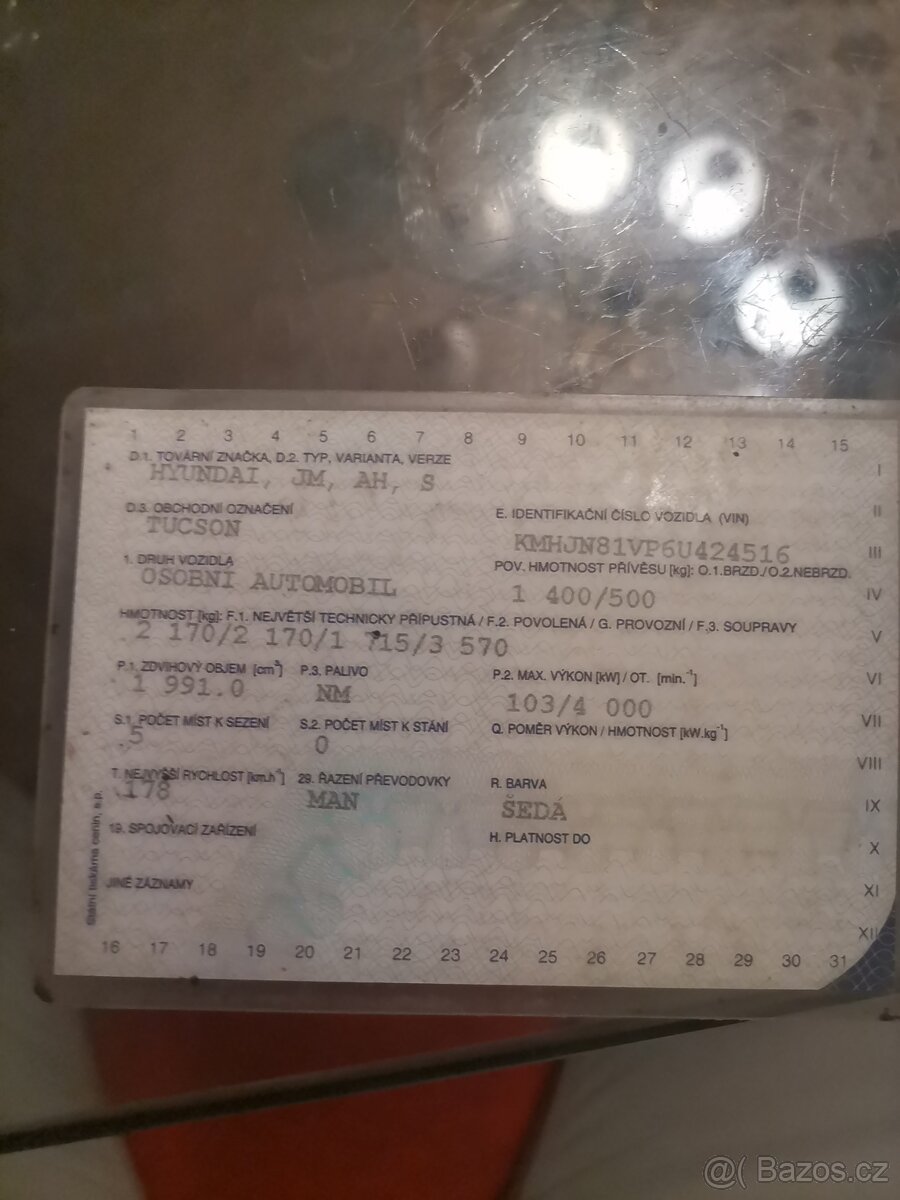 1 2 3 4 5 6 7 8 9 10 11 12 13 14 15
D.1. TOVÁRNÍ ZNAČKA, D.2. TYP, VARIANTA, VERZE
I
HYUNDAI, JM, AH, S
D.3. OBCHODNÍ OZNAČENÍ
E. IDENTIFIKAČNÍ ČÍSLO VOZIDLA (VIN)
II
TUCSON
KMHJN81VP6U424516
III
1. DRUH VOZIDLA
POV. HMOTNOST PŘÍVĚSU [kg]: O.1.BRZD./O.2.NEBRZD.
OSOBNÍ AUTOMOBIL
1 400/500
IV
HMOTNOST [kg]: F.1. NEJVĚTŠÍ TECHNICKY PŘÍPUSTNÁ / F.2. POVOLENÁ / G. PROVOZNÍ / F.3. SOUPRAVY
V
2 170/2 170/1 715/3 570
P.1. ZDVIHOVÝ OBJEM [cm³]
P.3. PALIVO
P.2. MAX. VÝKON [kW] / OT. [min.⁻¹]
VI
1 991.0
NM
103/4 000
S.1. POČET MÍST K SEZENÍ
S.2. POČET MÍST K STÁNÍ
Q. POMĚR VÝKON / HMOTNOST [kW.kg⁻¹]
VII
5
0
VIII
T. NEJVYŠŠÍ RYCHLOST [km.h⁻¹]
29. ŘAZENÍ PŘEVODOVKY
R. BARVA
178
MAN
ŠEDÁ
IX
19. SPOJOVACÍ ZAŘÍZENÍ
H. PLATNOST DO
X
JINÉ ZÁZNAMY
XI
XII
16 17 18 19 20 21 22 23 24 25 26 27 28 29 30 31
Státní tiskárna cenin, s.p.
@( Bazos.cz